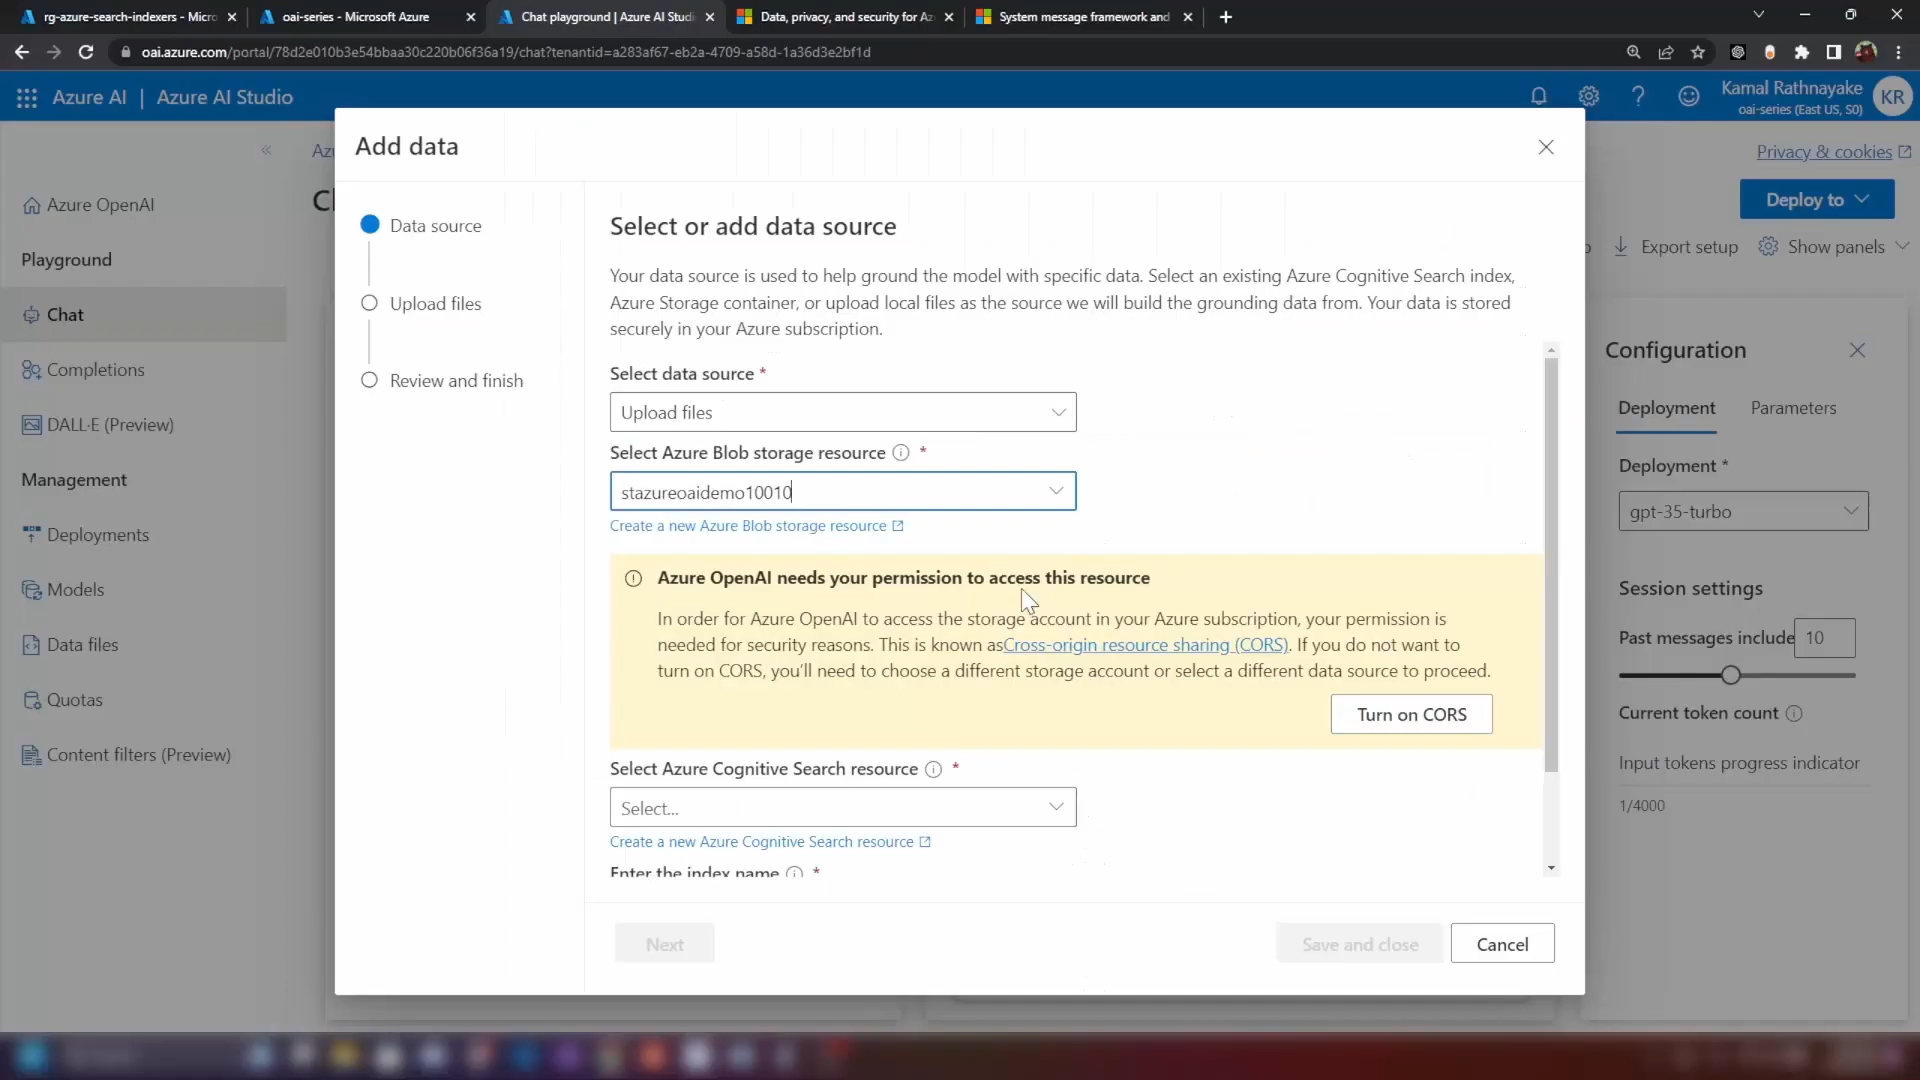 rg-azure-search-indexers - Micro
oai-series - Microsoft Azure
Chat playground | Azure AI Studi
Data, privacy, and security for Az
System message framework and
oai.azure.com/portal/78d2e010b3e54bbaa30c220b06f36a19/chat?tenantid=a283af67-eb2a-4709-a58d-1a36d3e2bf1d
Azure AI | Azure AI Studio
Kamal Rathnayake
oai-series (East US, S0)
KR
Az
Privacy & cookies
Ch
Deploy to
Export setup
Show panels
Azure OpenAI
Playground
Chat
Completions
DALL·E (Preview)
Management
Deployments
Models
Data files
Quotas
Content filters (Preview)
Add data
Data source
Upload files
Review and finish
Select or add data source
Your data source is used to help ground the model with specific data. Select an existing Azure Cognitive Search index,
Azure Storage container, or upload local files as the source we will build the grounding data from. Your data is stored
securely in your Azure subscription.
Select data source *
Upload files
Select Azure Blob storage resource *
stazureoaidemo10010
Create a new Azure Blob storage resource
Azure OpenAI needs your permission to access this resource
In order for Azure OpenAI to access the storage account in your Azure subscription, your permission is
needed for security reasons. This is known asCross-origin resource sharing (CORS). If you do not want to
turn on CORS, you'll need to choose a different storage account or select a different data source to proceed.
Turn on CORS
Select Azure Cognitive Search resource *
Select...
Create a new Azure Cognitive Search resource
Enter the index name *
Next
Save and close
Cancel
Configuration
Deployment
Parameters
Deployment *
gpt-35-turbo
Session settings
Past messages include
10
Current token count
Input tokens progress indicator
1/4000